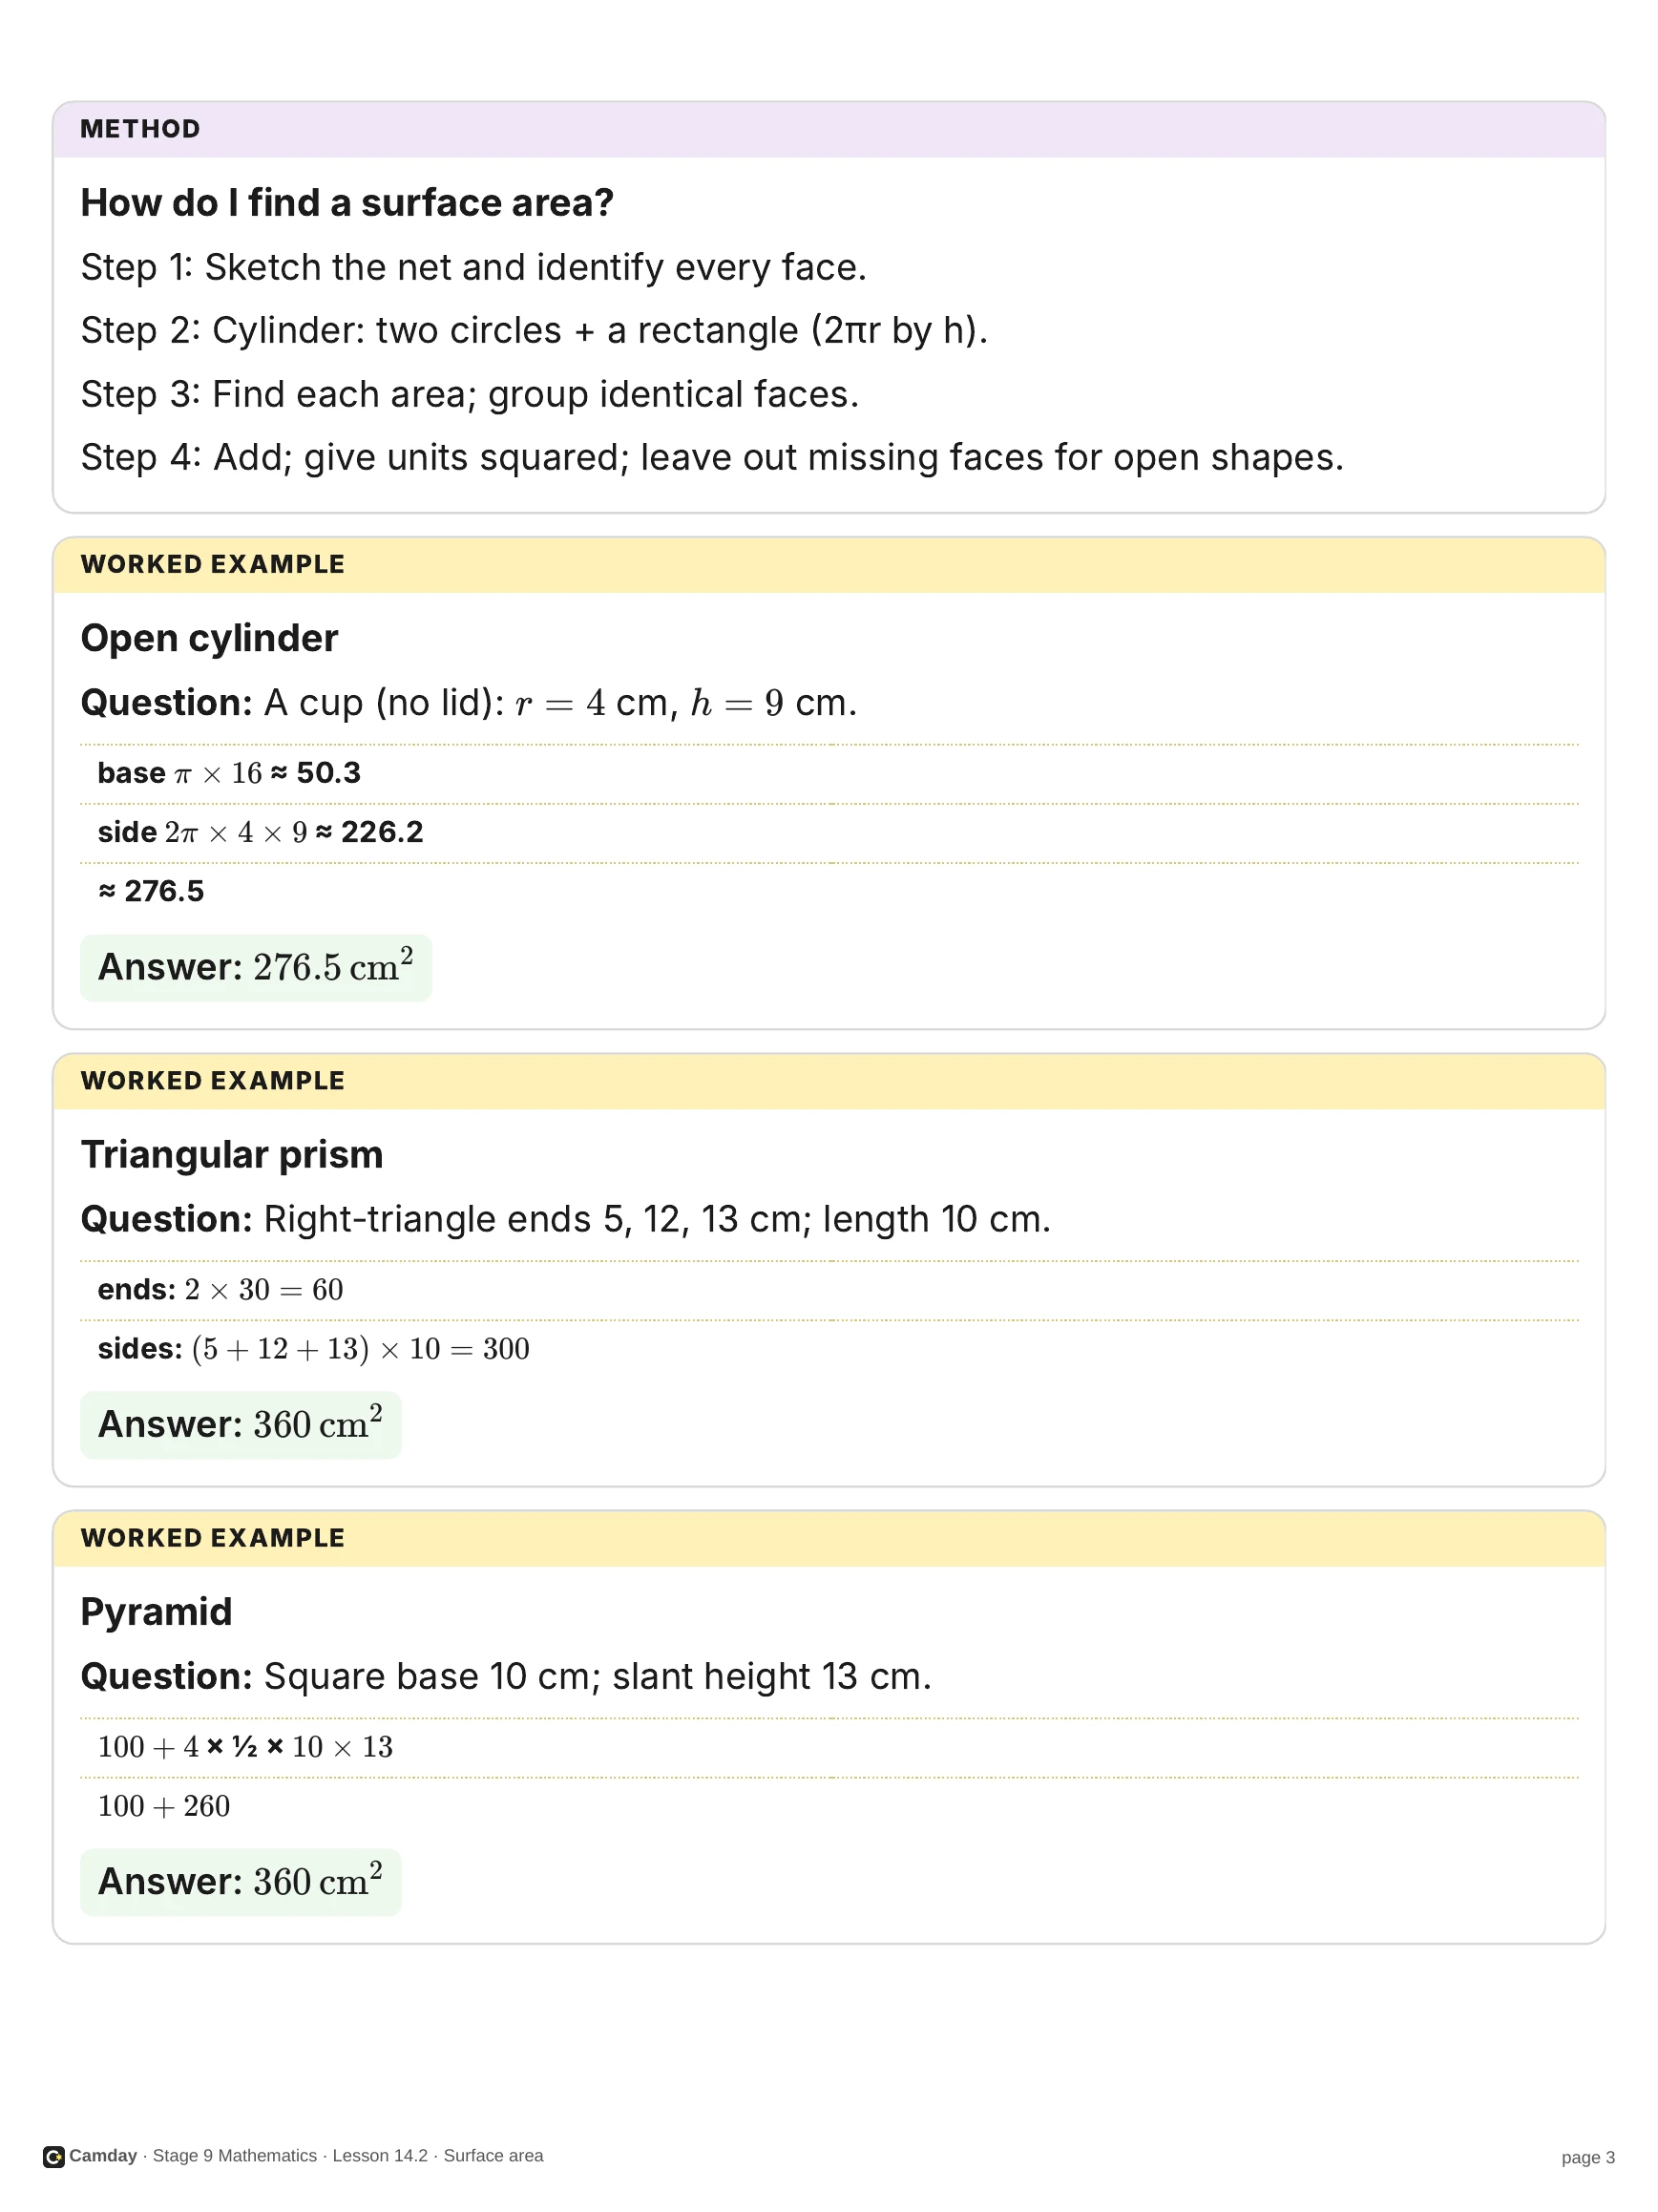 METHOD
How do I find a surface area?
Step 1: Sketch the net and identify every face.
Step 2: Cylinder: two circles + a rectangle (2πr by h).
Step 3: Find each area; group identical faces.
Step 4: Add; give units squared; leave out missing faces for open shapes.
WORKED EXAMPLE
Open cylinder
Question: A cup (no lid): r = 4 cm, h = 9 cm.
base π × 16 ≈ 50.3
side 2π × 4 × 9 ≈ 226.2
≈ 276.5
Answer: 276.5 cm²
WORKED EXAMPLE
Triangular prism
Question: Right-triangle ends 5, 12, 13 cm; length 10 cm.
ends: 2 × 30 = 60
sides: (5 + 12 + 13) × 10 = 300
Answer: 360 cm²
WORKED EXAMPLE
Pyramid
Question: Square base 10 cm; slant height 13 cm.
100 + 4 × ½ × 10 × 13
100 + 260
Answer: 360 cm²
Camday · Stage 9 Mathematics · Lesson 14.2 · Surface area
page 3